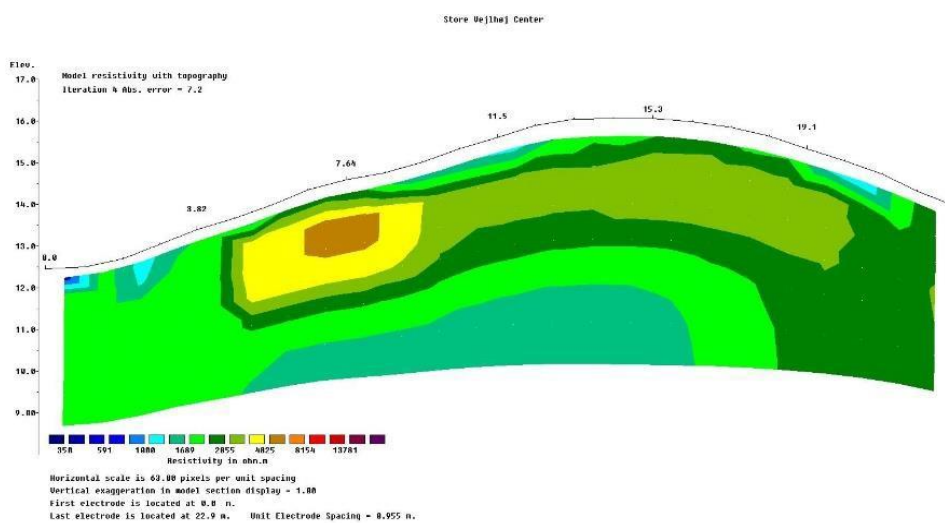 Store Vejlhøj Center
Elev.
Model resistivity with topography
Iteration 4 Abs. error = 7.2
17.0
16.0
15.0
14.0
13.0
12.0
11.0
10.0
9.00
0.0
3.82
7.64
11.5
15.3
19.1
350 591 1000 1689 2855 4825 8154 13781
Resistivity in ohm.m
Horizontal scale is 63.00 pixels per unit spacing
Vertical exaggeration in model section display = 1.00
First electrode is located at 0.0 m.
Last electrode is located at 22.9 m. Unit Electrode Spacing = 0.955 m.